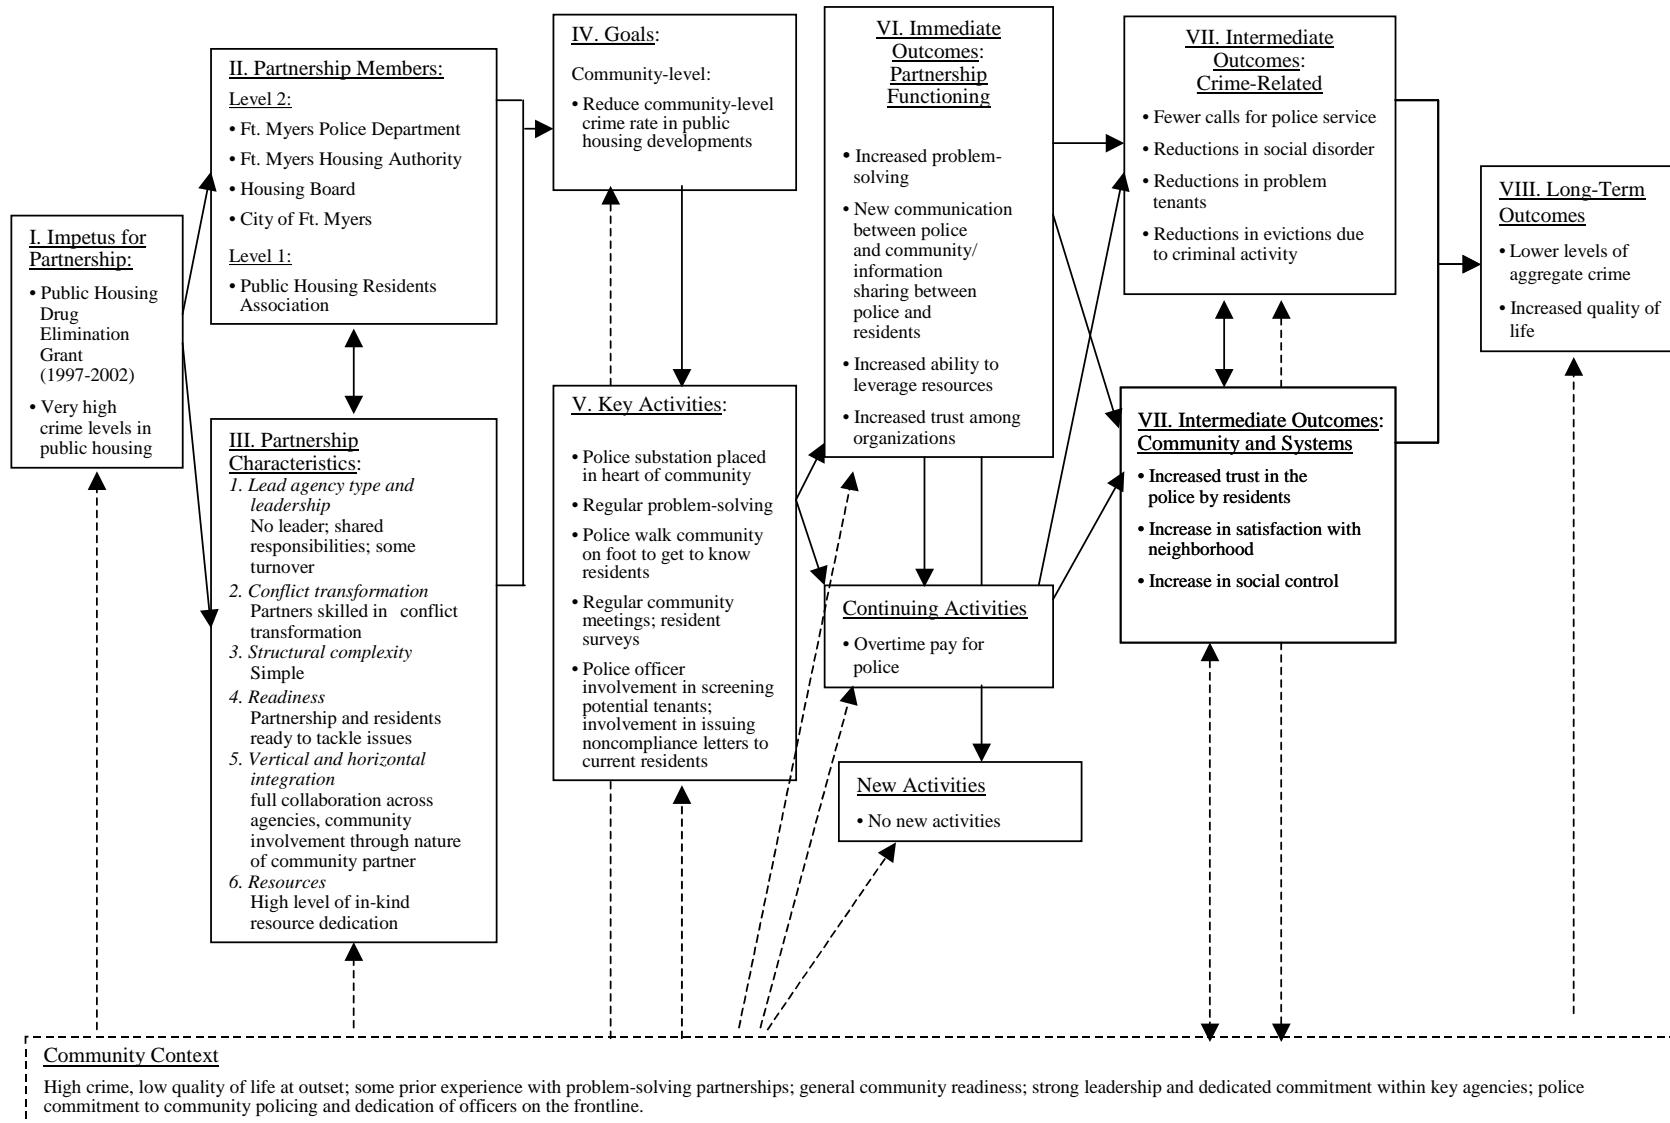 I. Impetus for
Partnership:
• Public Housing
Drug
Elimination
Grant
(1997-2002)
• Very high
crime levels in
public housing
II. Partnership Members:
Level 2:
• Ft. Myers Police Department
• Ft. Myers Housing Authority
• Housing Board
• City of Ft. Myers
Level 1:
• Public Housing Residents
Association
III. Partnership
Characteristics:
1. Lead agency type and
leadership
No leader; shared
responsibilities; some
turnover
2. Conflict transformation
Partners skilled in conflict
transformation
3. Structural complexity
Simple
4. Readiness
Partnership and residents
ready to tackle issues
5. Vertical and horizontal
integration
full collaboration across
agencies, community
involvement through nature
of community partner
6. Resources
High level of in-kind
resource dedication
IV. Goals:
Community-level:
• Reduce community-level
crime rate in public
housing developments
V. Key Activities:
• Police substation placed
in heart of community
• Regular problem-solving
• Police walk community
on foot to get to know
residents
• Regular community
meetings; resident
surveys
• Police officer
involvement in screening
potential tenants;
involvement in issuing
noncompliance letters to
current residents
VI. Immediate
Outcomes:
Partnership
Functioning
• Increased problem-
solving
• New communication
between police
and community/
information
sharing between
police and
residents
• Increased ability to
leverage resources
• Increased trust among
organizations
Continuing Activities
• Overtime pay for
police
New Activities
• No new activities
VII. Intermediate
Outcomes:
Crime-Related
• Fewer calls for police service
• Reductions in social disorder
• Reductions in problem
tenants
• Reductions in evictions due
to criminal activity
VII. Intermediate Outcomes:
Community and Systems
• Increased trust in the
police by residents
• Increase in satisfaction with
neighborhood
• Increase in social control
VIII. Long-Term
Outcomes
• Lower levels of
aggregate crime
• Increased quality of
life
Community Context
High crime, low quality of life at outset; some prior experience with problem-solving partnerships; general community readiness; strong leadership and dedicated commitment within key agencies; police
commitment to community policing and dedication of officers on the frontline.